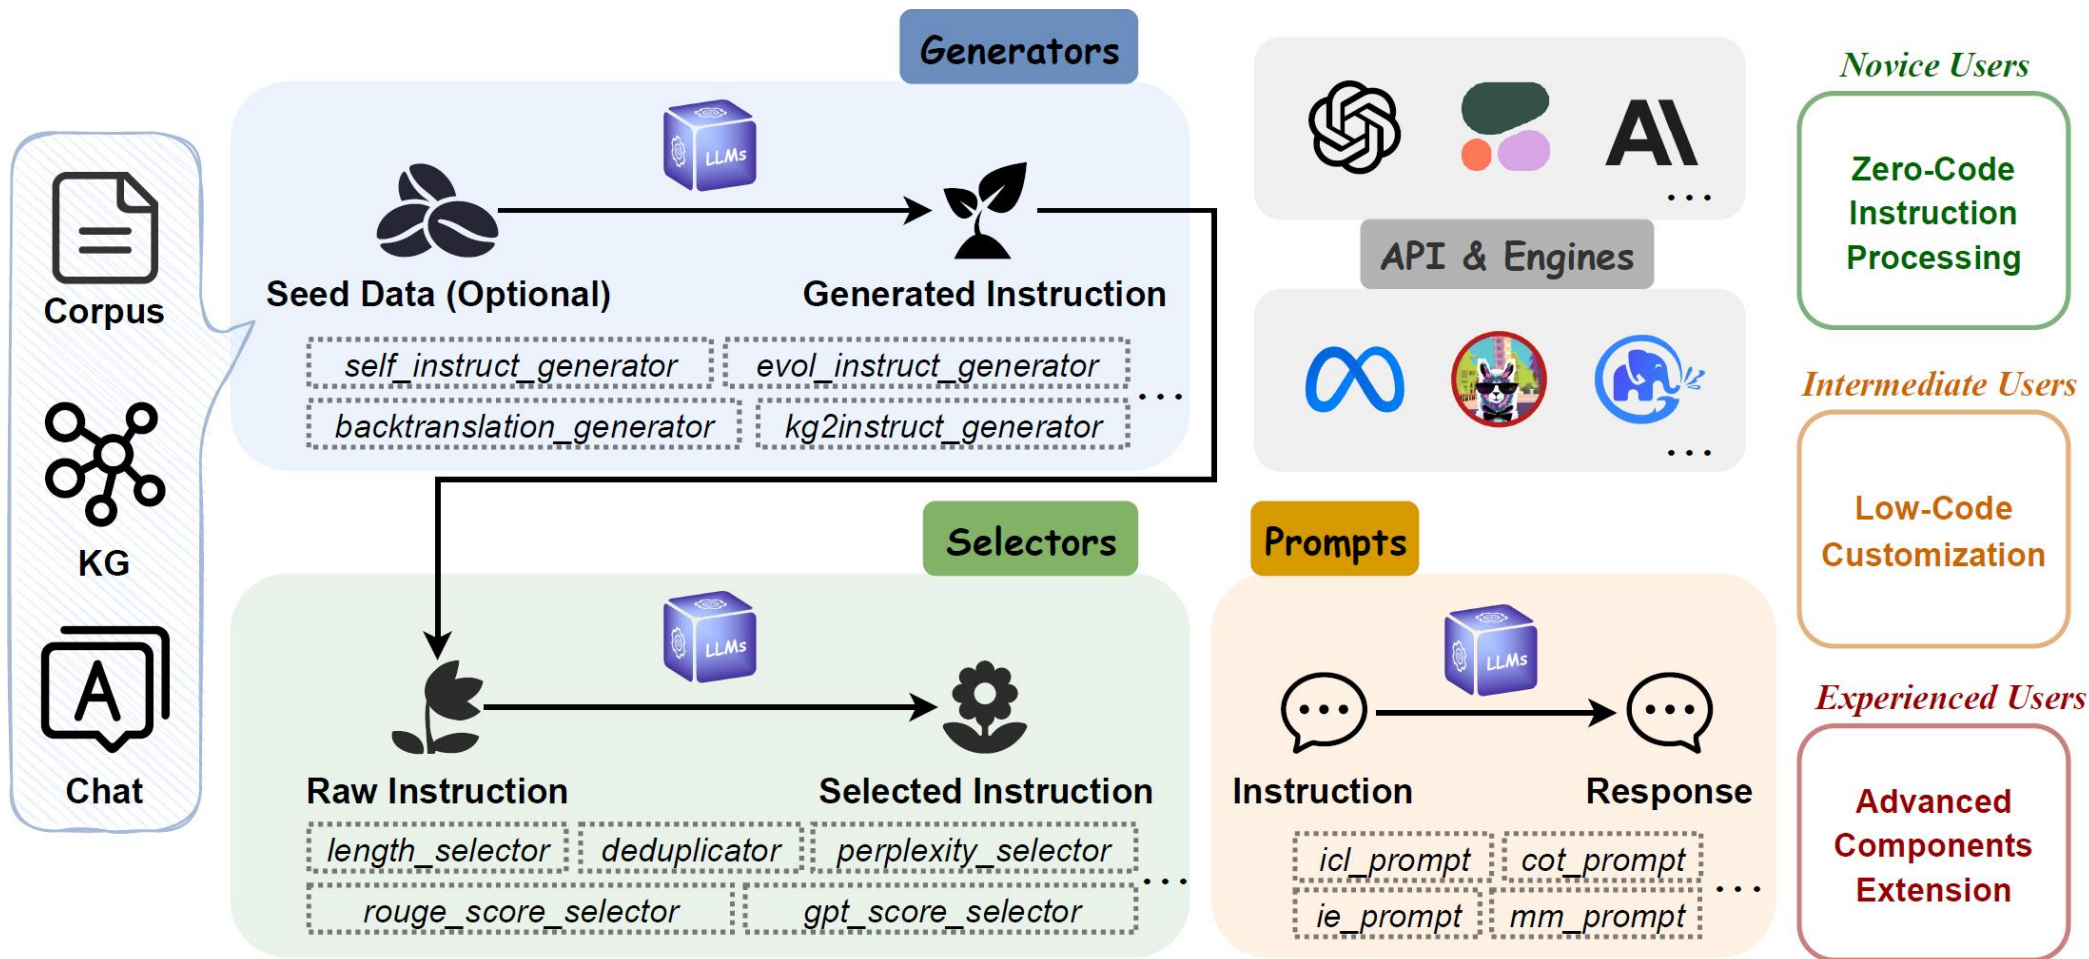 Corpus
KG
Chat
Generators
LLMs
Seed Data (Optional)
Generated Instruction
self_instruct_generator
evol_instruct_generator
...
backtranslation_generator
kg2instruct_generator
Selectors
LLMs
Raw Instruction
Selected Instruction
length_selector
deduplicator
perplexity_selector
...
rouge_score_selector
gpt_score_selector
...
API & Engines
...
Prompts
LLMs
Instruction
Response
icl_prompt
cot_prompt
...
ie_prompt
mm_prompt
Novice Users
Zero-Code
Instruction
Processing
Intermediate Users
Low-Code
Customization
Experienced Users
Advanced
Components
Extension